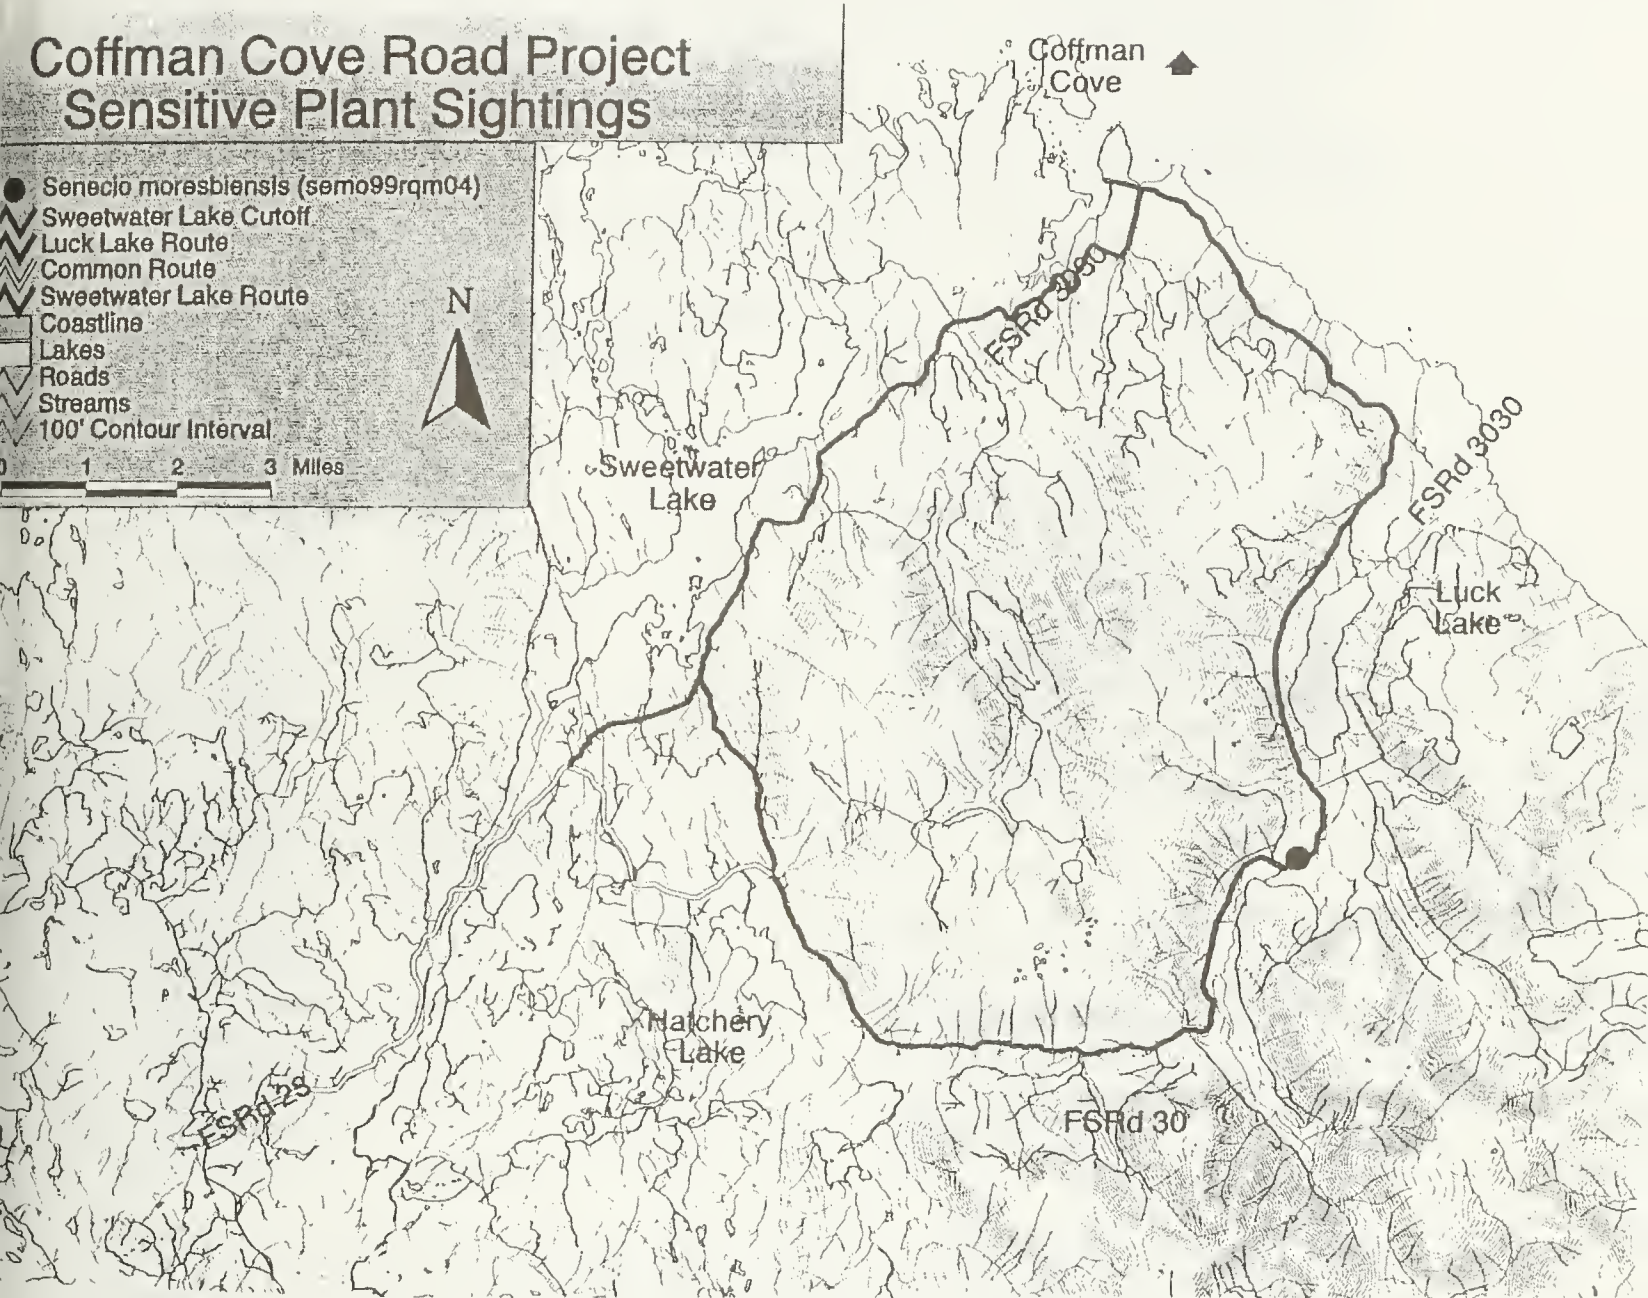 Coffman Cove Road Project
Sensitive Plant Sightings
Senecio moresbiensis (semo99rqm04)
Sweetwater Lake Cutoff
Luck Lake Route
Common Route
Sweetwater Lake Route
Coastline
Lakes
Roads
Streams
100' Contour Interval
0 1 2 3 Miles
N
Coffman
Cove
FSRd 3030
FSRd 3030
Sweetwater
Lake
Luck
Lake
Hatchery
Lake
FSRd 30